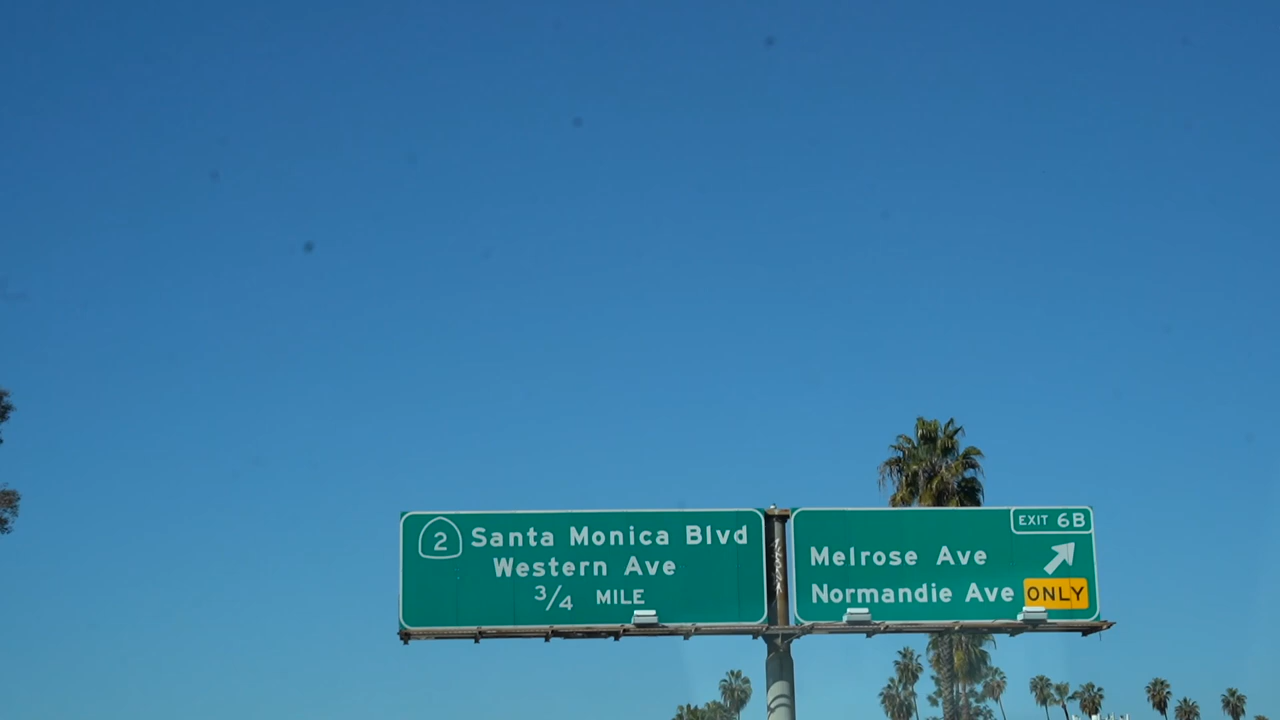 2 Santa Monica Blvd
Western Ave
3/4 MILE
EXIT 6B
Melrose Ave
Normandie Ave ONLY